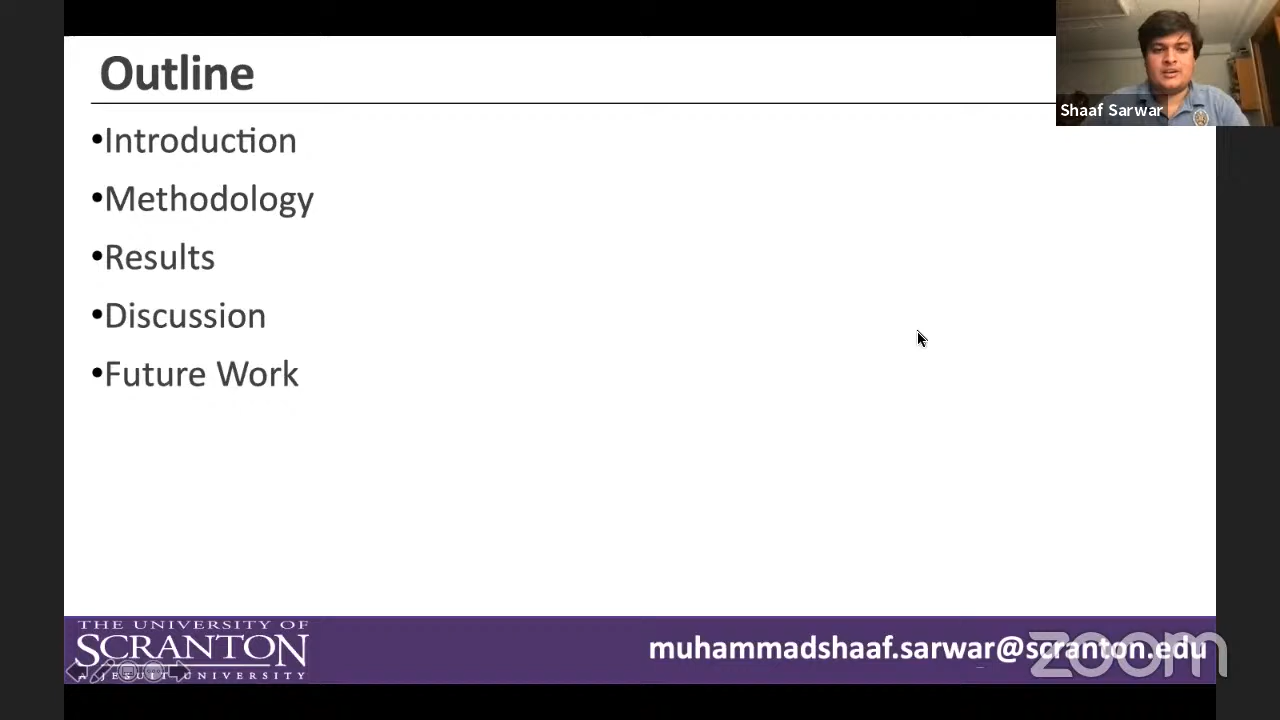 Outline
Shaaf Sarwar
•Introduction
•Methodology
•Results
•Discussion
•Future Work
THE UNIVERSITY OF
SCRANTON
A JESUIT UNIVERSITY
muhammadshaaf.sarwar@scranton.edu
zoom